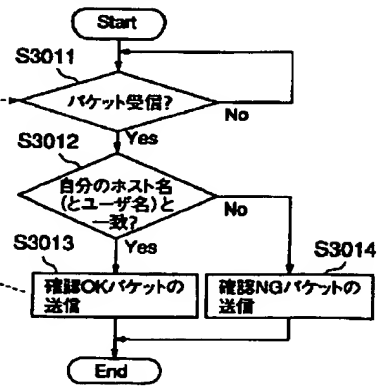 Start
S3011
パケット受信?
No
Yes
S3012
自分のホスト名
(とユーザ名)と
一致?
No
Yes
S3013
S3014
確認OKパケットの
送信
確認NGパケットの
送信
End